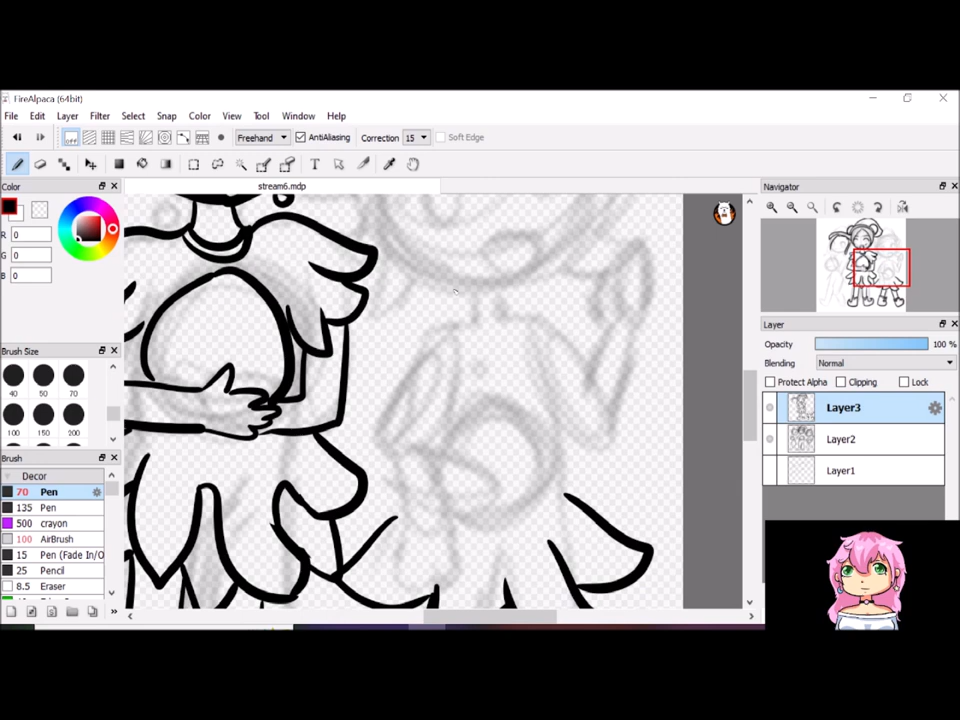 FireAlpaca (64bit)
File Edit Layer Filter Select Snap Color View Tool Window Help
OFF Freehand AntiAliasing Correction 15 Soft Edge
T
Color
stream6.mdp
Navigator
R 0
G 0
B 0
Layer
Opacity 100 %
Brush Size
Blending Normal
Protect Alpha Clipping Lock
40 50 70
Layer3
100 150 200
Layer2
Brush
Layer1
Decor
70 Pen
135 Pen
500 crayon
100 AirBrush
15 Pen (Fade In/O
25 Pencil
8.5 Eraser